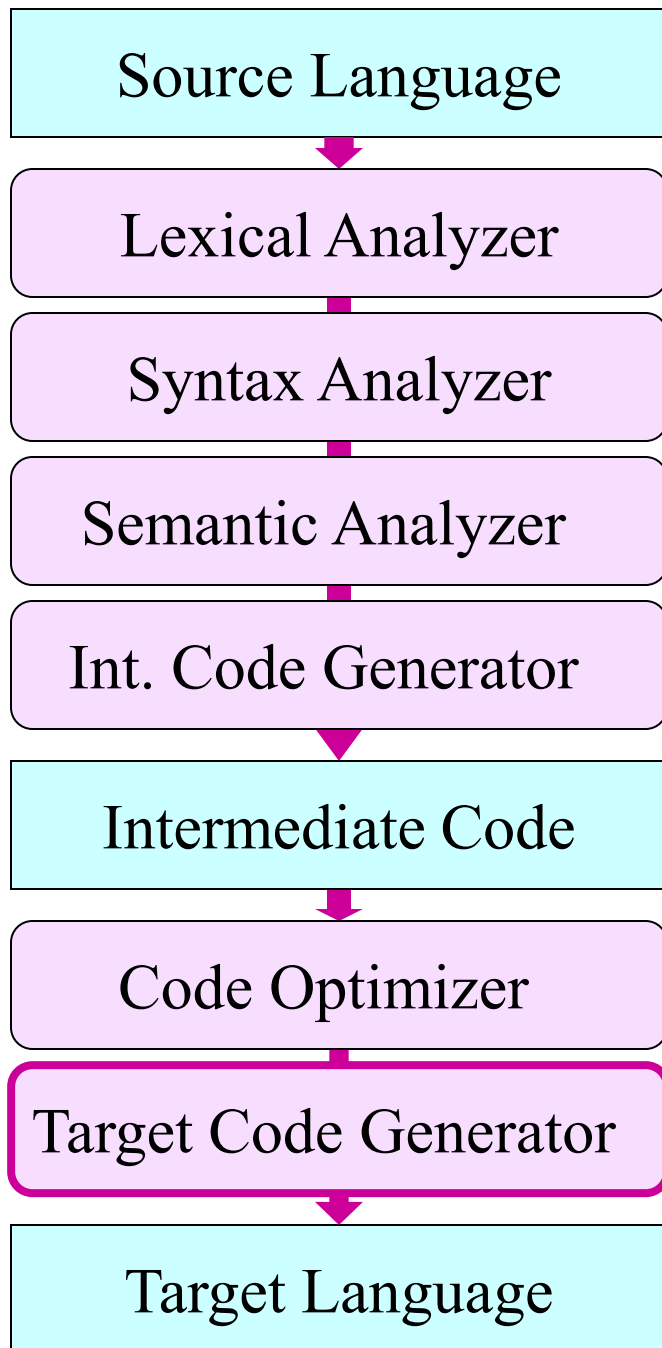 Source Language
Lexical Analyzer
Syntax Analyzer
Semantic Analyzer
Int. Code Generator
Intermediate Code
Code Optimizer
Target Code Generator
Target Language